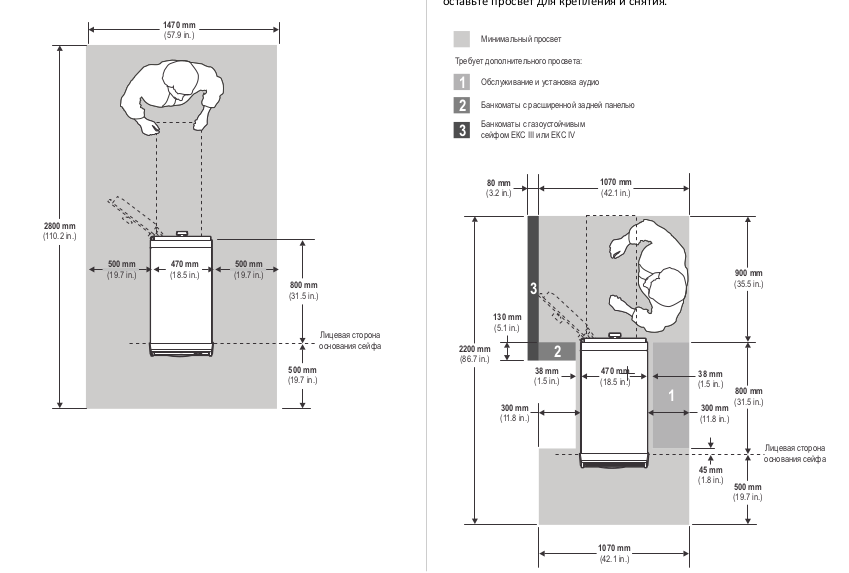 оставьте просвет для крепления и снятия.
1470 mm
(57.9 in.)
2800 mm
(110.2 in.)
500 mm
(19.7 in.)
470 mm
(18.5 in.)
500 mm
(19.7 in.)
800 mm
(31.5 in.)
Лицевая сторона
основания сейфа
500 mm
(19.7 in.)
Минимальный просвет
Требует дополнительного просвета:
1 Обслуживание и установка аудио
2 Банкоматы с расширенной задней панелью
3 Банкоматы с газоустойчивым
сейфом ЕКС III или ЕКС IV
80 mm
(3.2 in.)
1070 mm
(42.1 in.)
3
900 mm
(35.5 in.)
130 mm
(5.1 in.)
2200 mm
(86.7 in.)
2
38 mm
(1.5 in.)
470 mm
(18.5 in.)
38 mm
(1.5 in.)
1
800 mm
(31.5 in.)
300 mm
(11.8 in.)
300 mm
(11.8 in.)
Лицевая сторона
основания сейфа
45 mm
(1.8 in.)
500 mm
(19.7 in.)
1070 mm
(42.1 in.)